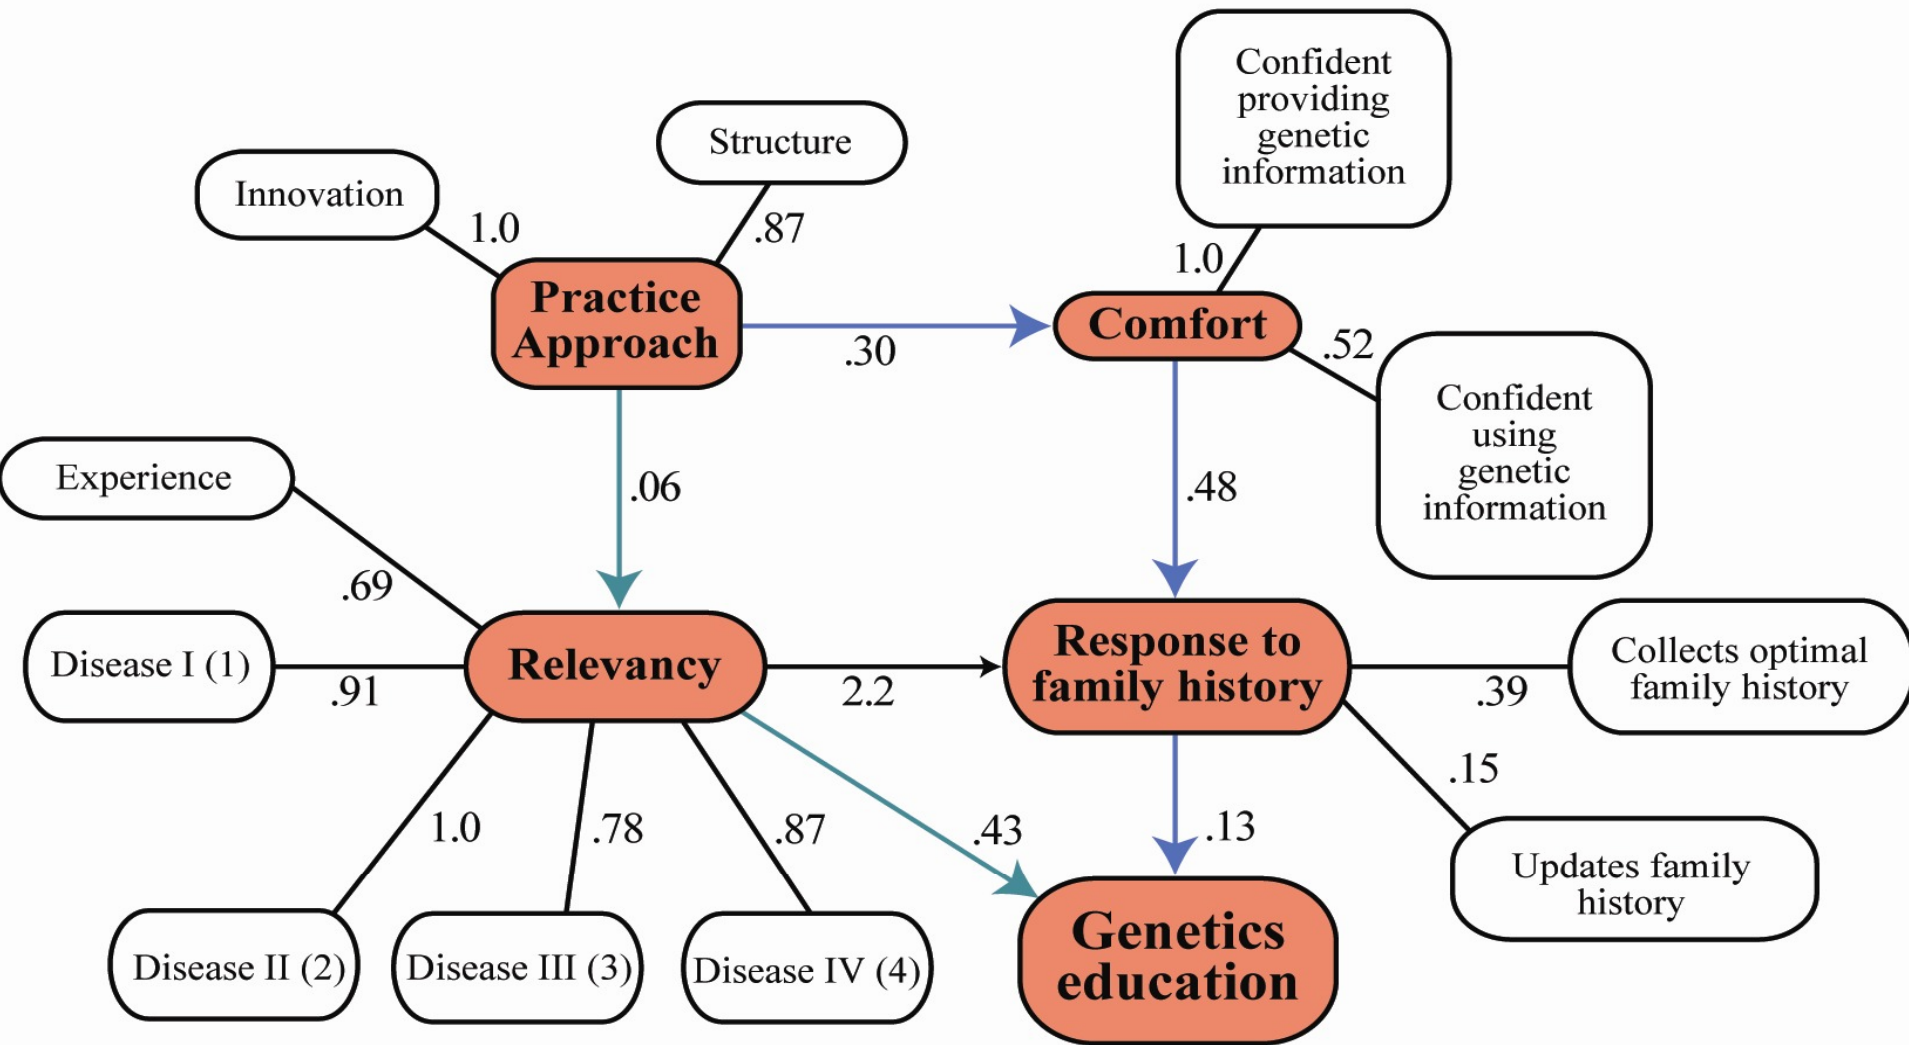 Confident
providing
genetic
information
Structure
Innovation
1.0
.87
1.0
Practice
Approach
Comfort
.30
.52
Confident
using
genetic
information
Experience
.06
.48
.69
Disease I (1)
.91
Relevancy
2.2
Response to
family history
Collects optimal
family history
.39
.15
1.0
.78
.87
.43
.13
Updates family
history
Disease II (2)
Disease III (3)
Disease IV (4)
Genetics
education